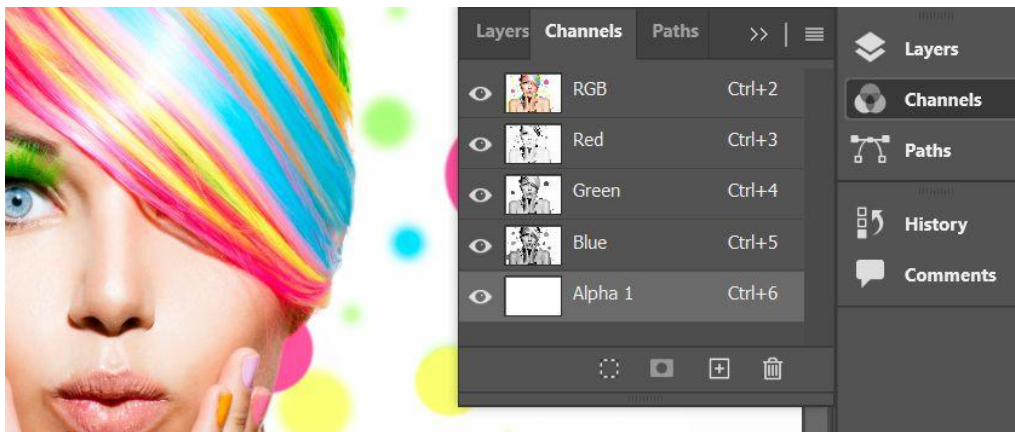 Layers Channels Paths >>
RGB Ctrl+2
Red Ctrl+3
Green Ctrl+4
Blue Ctrl+5
Alpha 1 Ctrl+6
Layers
Channels
Paths
History
Comments